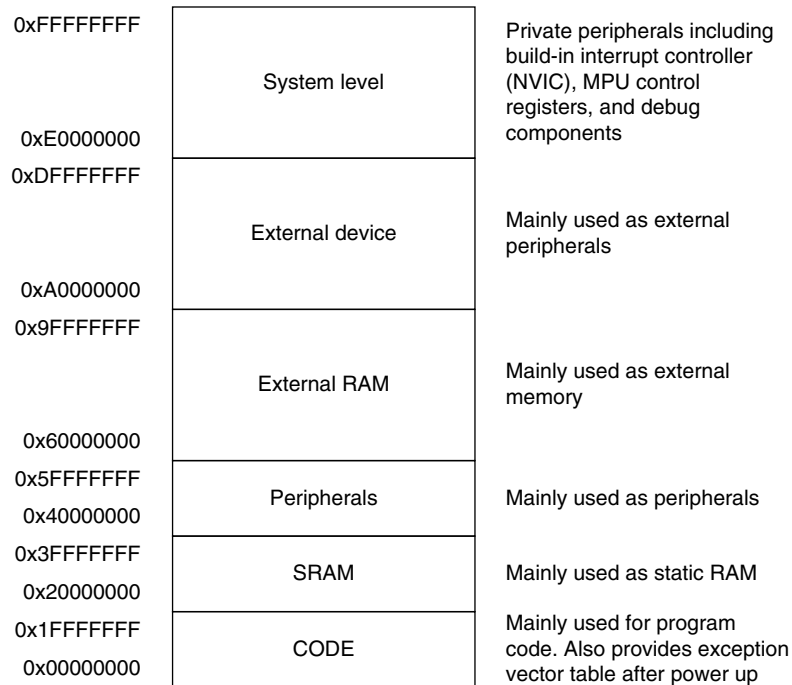 0xFFFFFFFF
0xE0000000
System level
Private peripherals including
build-in interrupt controller
(NVIC), MPU control
registers, and debug
components
0xDFFFFFFF
0xA0000000
External device
Mainly used as external
peripherals
0x9FFFFFFF
0x60000000
External RAM
Mainly used as external
memory
0x5FFFFFFF
0x40000000
Peripherals
Mainly used as peripherals
0x3FFFFFFF
0x20000000
SRAM
Mainly used as static RAM
0x1FFFFFFF
0x00000000
CODE
Mainly used for program
code. Also provides exception
vector table after power up